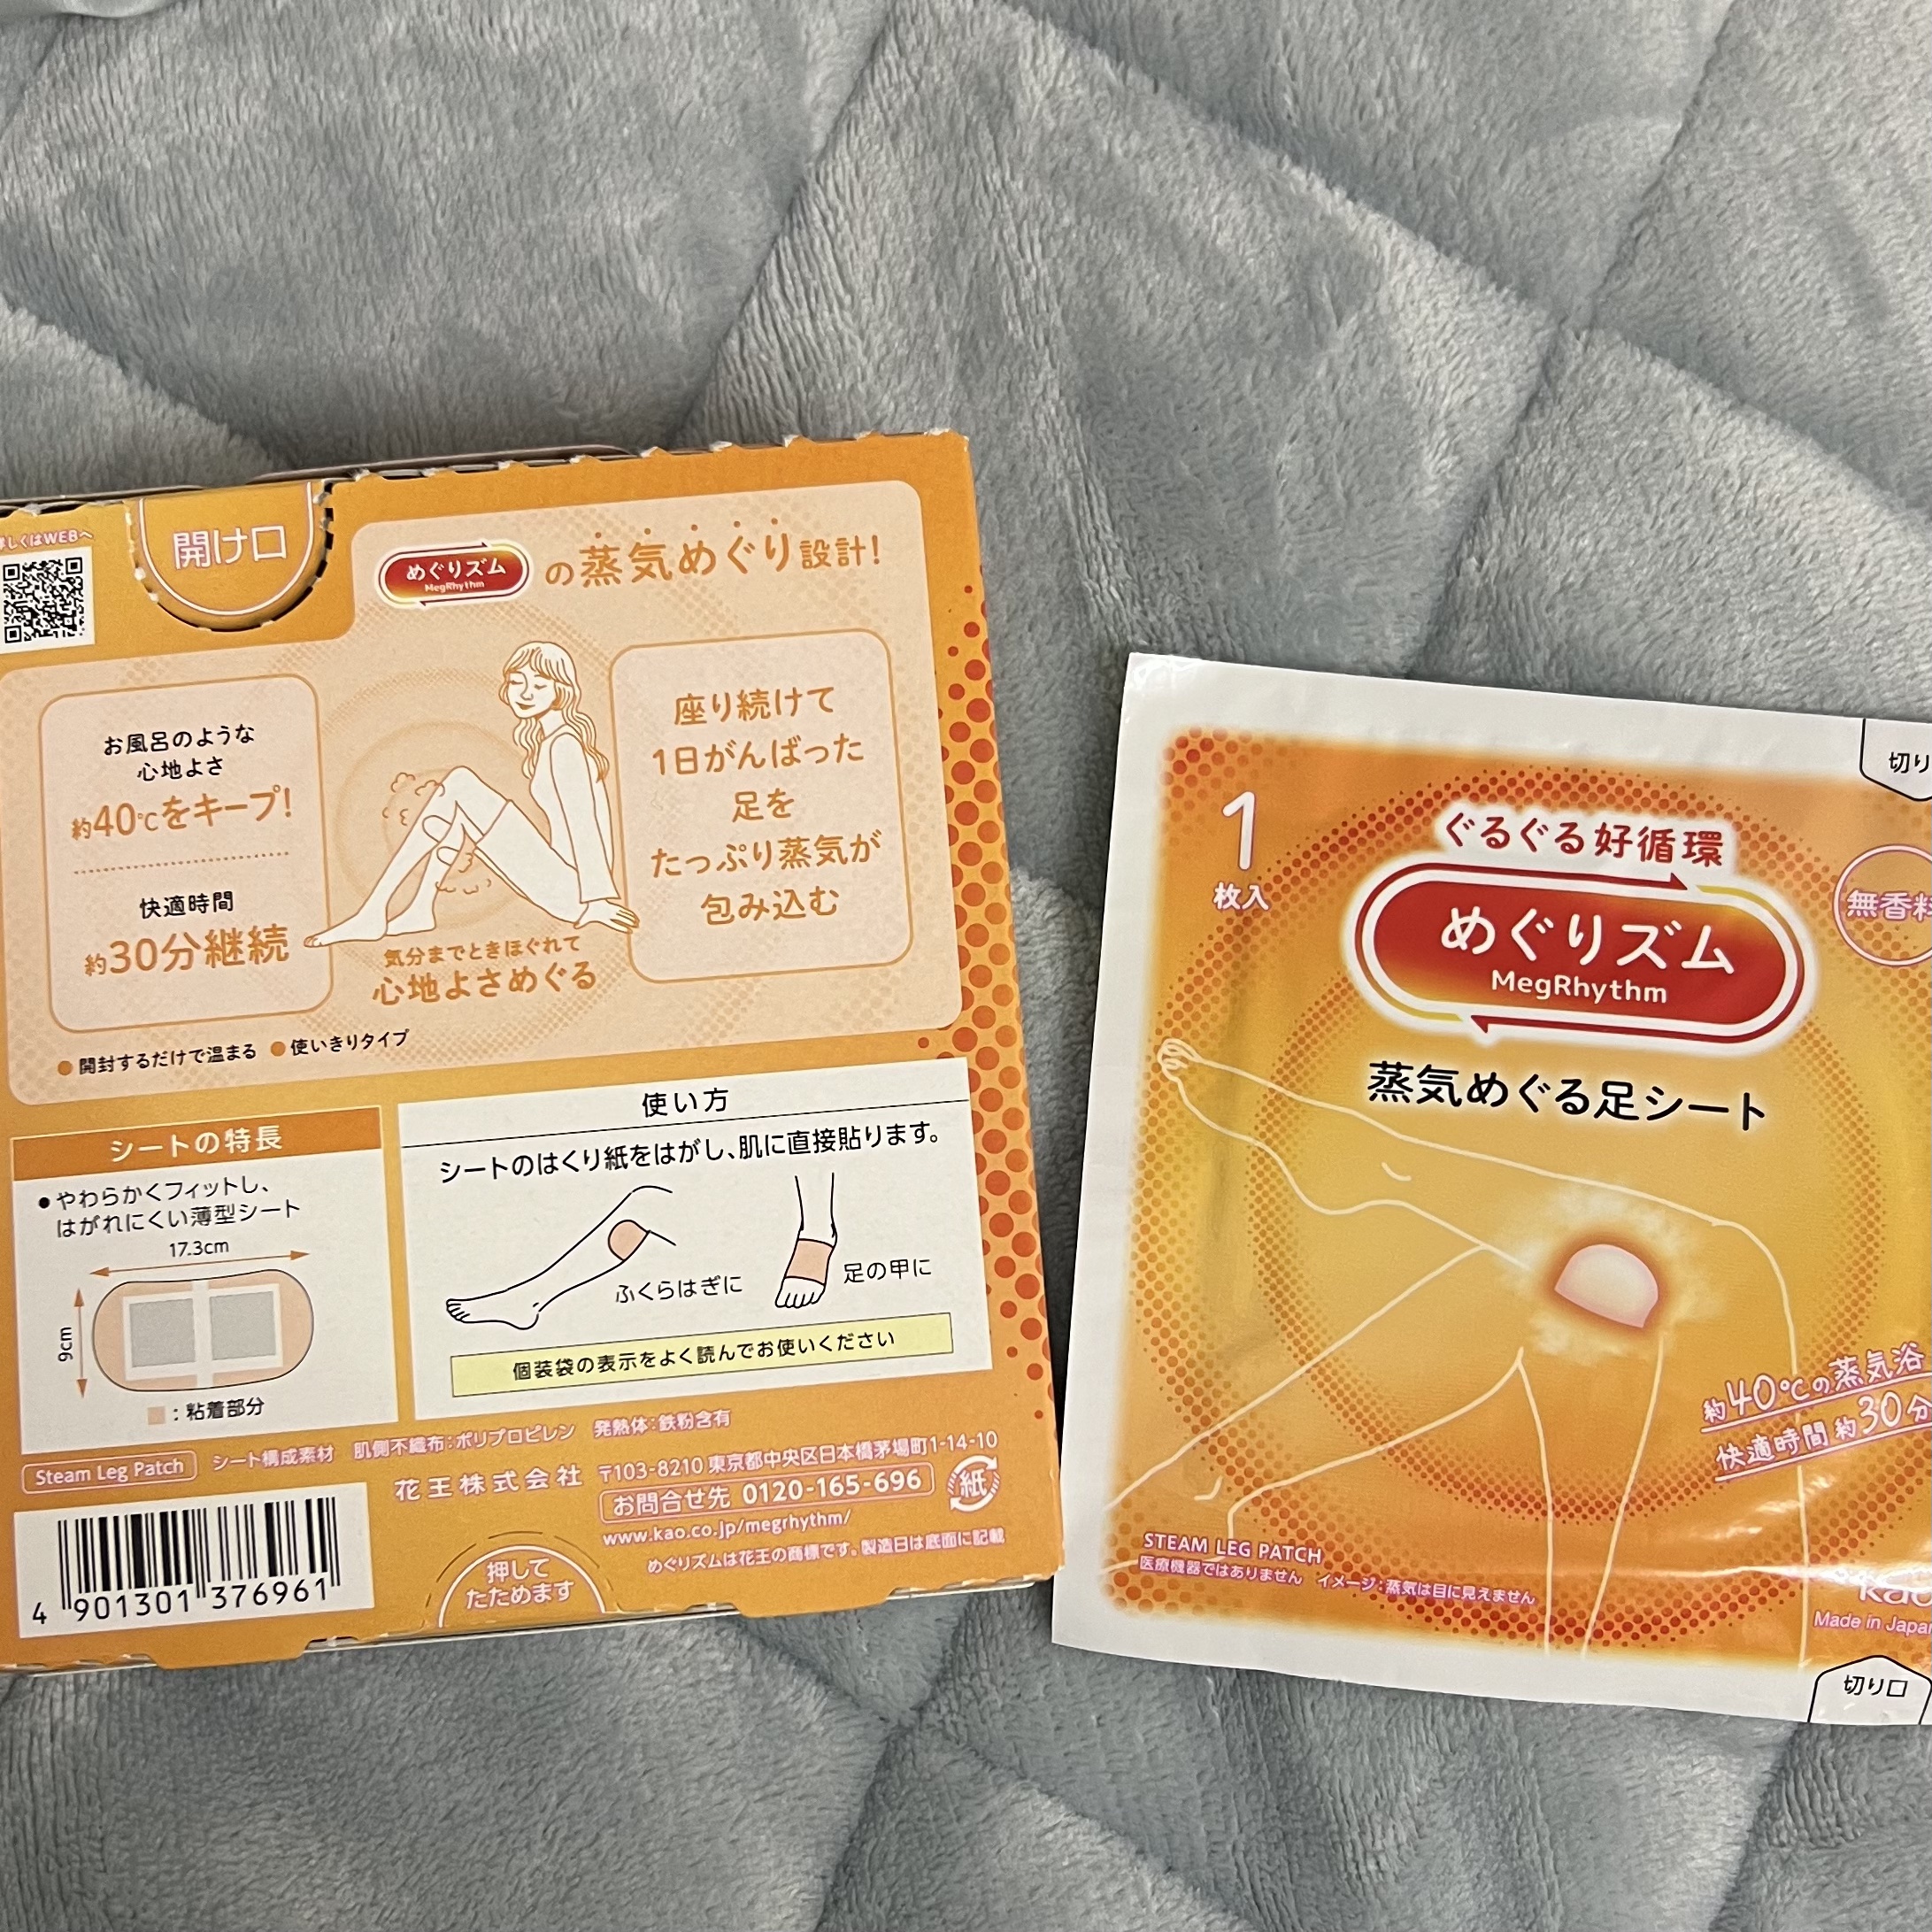 詳しくはWEBへ
開け口
めぐりズム
MegRhythm
の蒸気めぐり設計!
お風呂のような
心地よさ
約40℃をキープ!
快適時間
約30分継続
気分までときほぐれて
心地よさめぐる
座り続けて
1日がんばった
足を
たっぷり蒸気が
包み込む
●開封するだけで温まる ●使いきりタイプ
シートの特長
●やわらかくフィットし、
はがれにくい薄型シート
17.3cm
9cm
:粘着部分
使い方
シートのはくり紙をはがし、肌に直接貼ります。
ふくらはぎに
足の甲に
個装袋の表示をよく読んでお使いください
Steam Leg Patch
シート構成素材 肌側不織布:ポリプロピレン 発熱体:鉄粉含有
花王株式会社
〒103-8210 東京都中央区日本橋茅場町1-14-10
お問合せ先 0120-165-696
www.kao.co.jp/megrhythm/
めぐりズムは花王の商標です。製造日は底面に記載
紙
押して
たためます
4 901301 376961
切り
1
枚入
ぐるぐる好循環
めぐりズム
MegRhythm
無香料
蒸気めぐる足シート
約40℃の蒸気浴
快適時間 約30分
STEAM LEG PATCH
医療機器ではありません イメージ:蒸気は目に見えません
Kao
Made in Japan
切り口